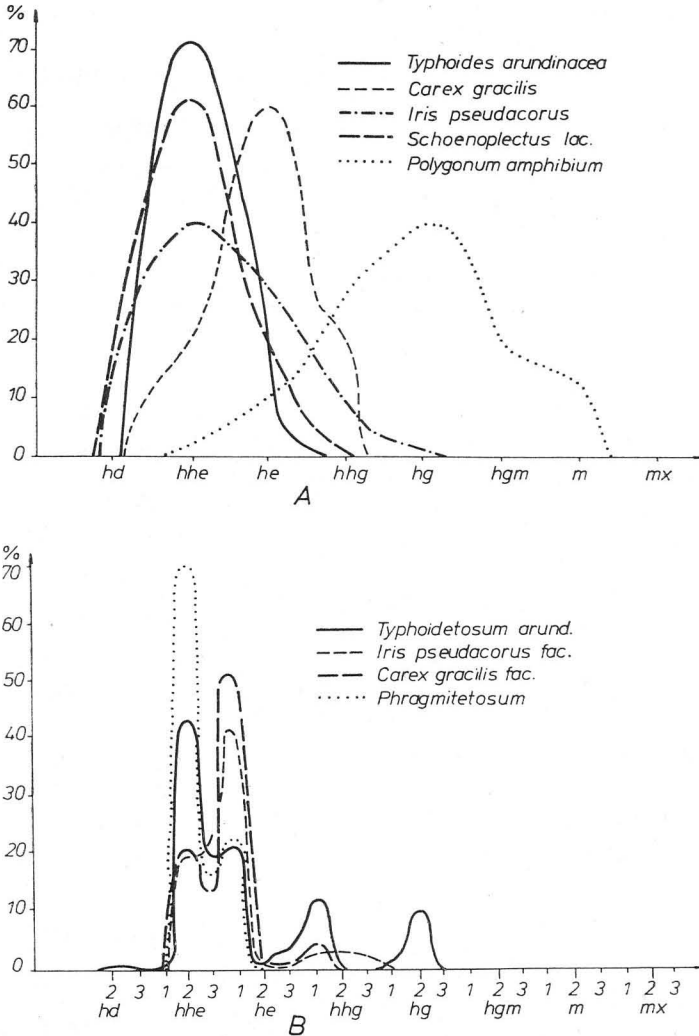 %
70
60
50
40
30
20
10
0
Typhoides arundinacea
Carex gracilis
Iris pseudacorus
Schoenoplectus lac.
Polygonum amphibium
hd hhe he hhg hg hgm m mx
A
%
70
60
50
40
30
20
10
0
Typhoidetosum arund.
Iris pseudacorus fac.
Carex gracilis fac.
Phragmitetosum
2 3 1 2 3 1 2 3 1 2 3 1 2 3 1 2 3 1 2 3 1 2 3
hd hhe he hhg hg hgm m mx
B